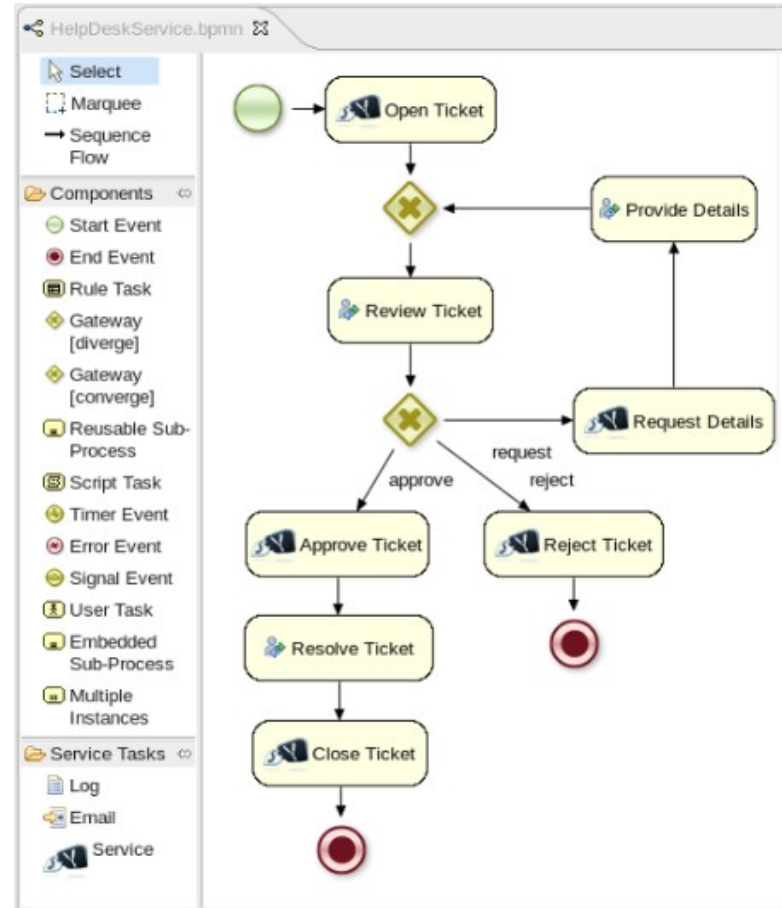 HelpDeskService.bpmn
Select
Marquee
Sequence
Flow
Components
Start Event
End Event
Rule Task
Gateway
[diverge]
Gateway
[converge]
Reusable Sub-
Process
Script Task
Timer Event
Error Event
Signal Event
User Task
Embedded
Sub-Process
Multiple
Instances
Service Tasks
Log
Email
Service
Open Ticket
Provide Details
Review Ticket
Request Details
request
approve
reject
Approve Ticket
Reject Ticket
Resolve Ticket
Close Ticket